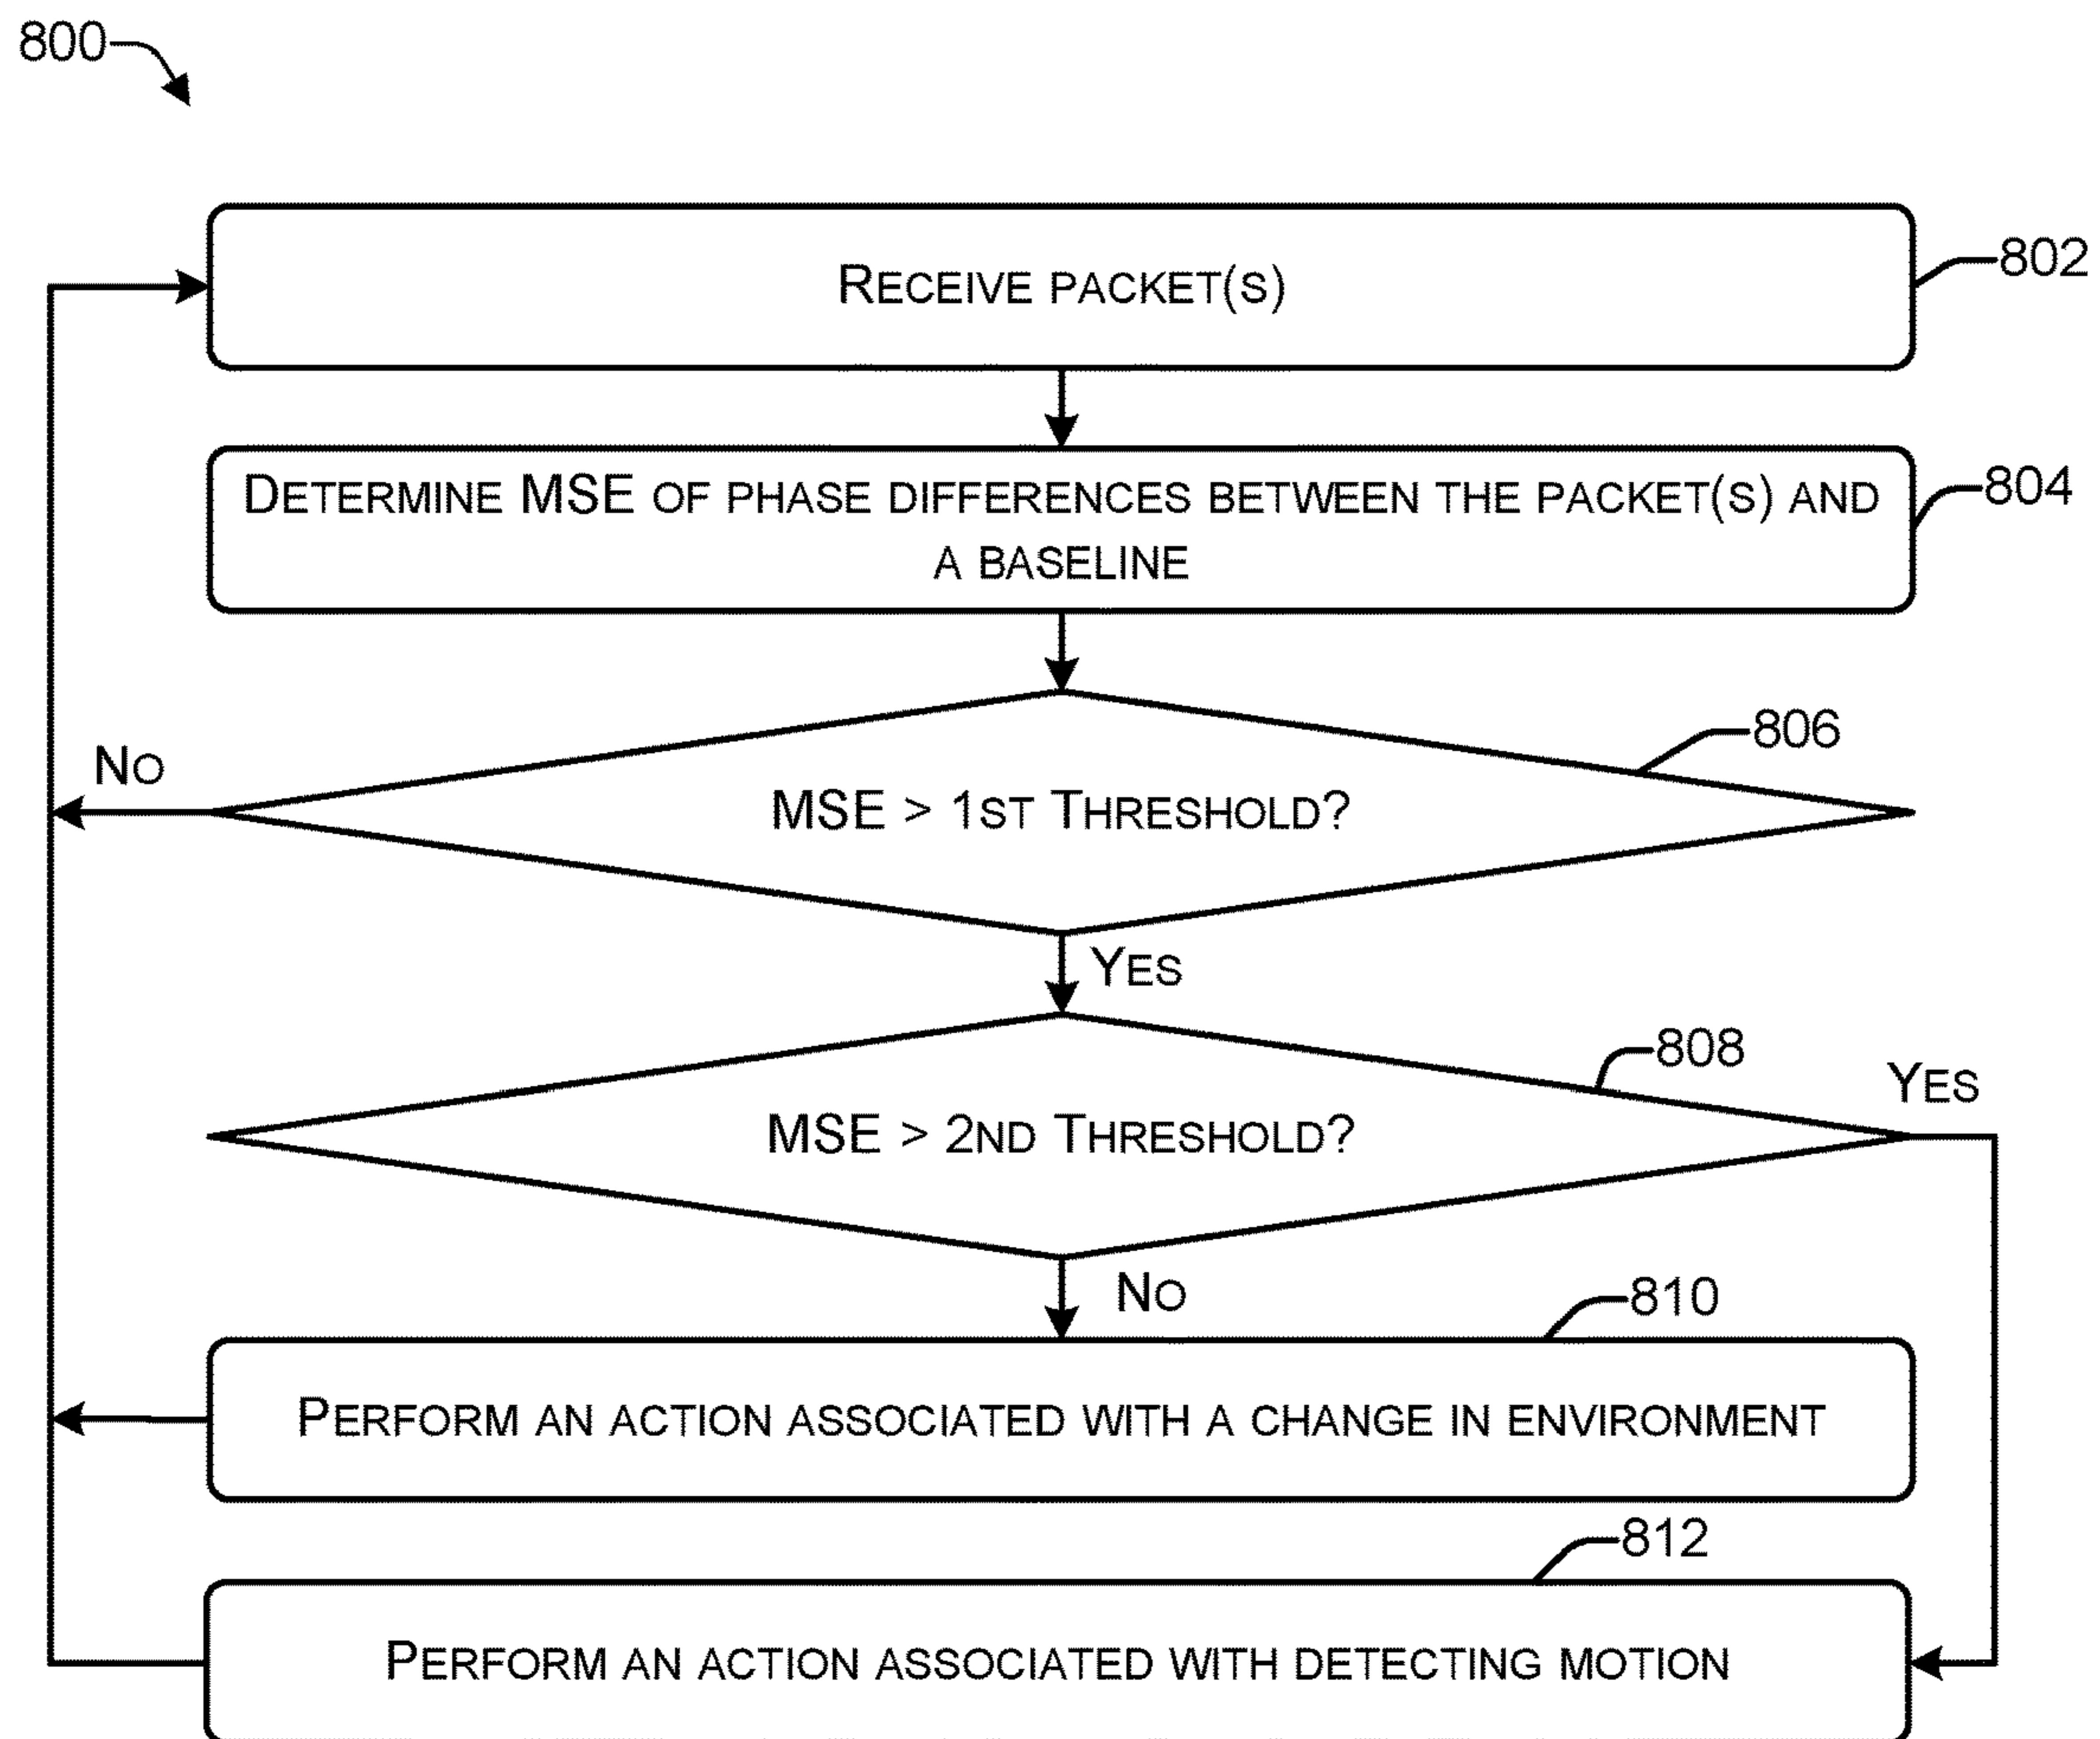 800
RECEIVE PACKET(S)
802
DETERMINE MSE OF PHASE DIFFERENCES BETWEEN THE PACKET(S) AND
A BASELINE
804
806
NO
MSE > 1ST THRESHOLD?
YES
808
YES
MSE > 2ND THRESHOLD?
NO
810
PERFORM AN ACTION ASSOCIATED WITH A CHANGE IN ENVIRONMENT
812
PERFORM AN ACTION ASSOCIATED WITH DETECTING MOTION